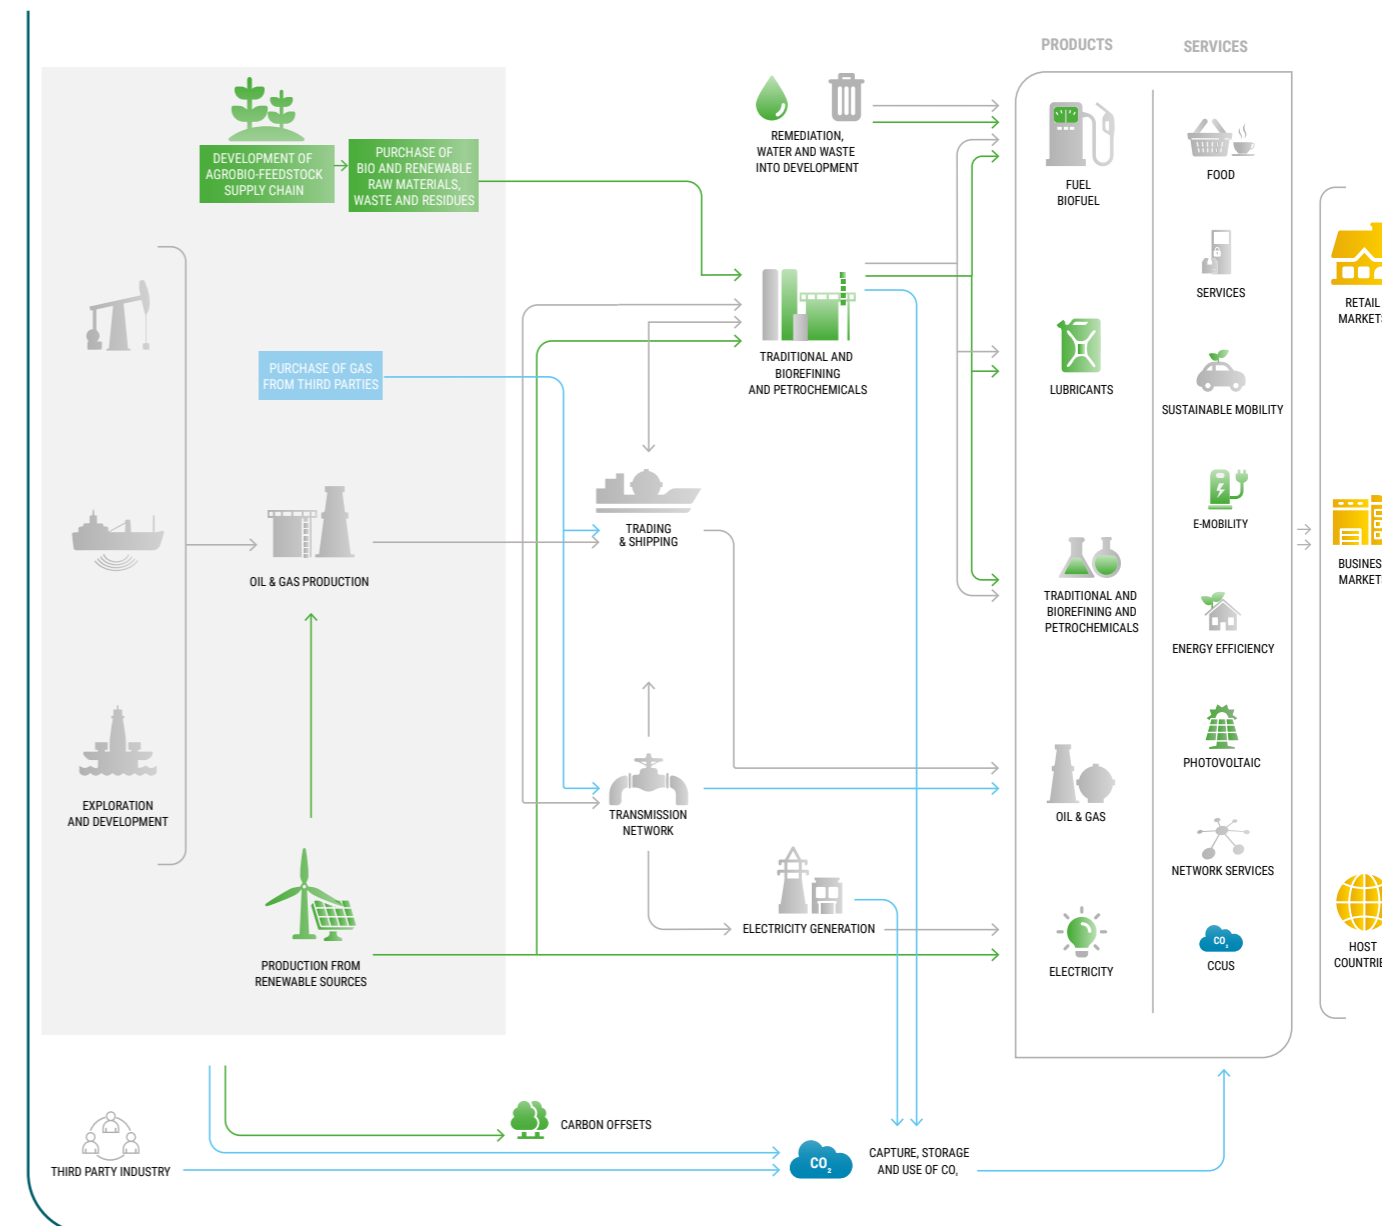 PRODUCTS
SERVICES
DEVELOPMENT OF
AGROBIO-FEEDSTOCK
SUPPLY CHAIN
PURCHASE OF
BIO AND RENEWABLE
RAW MATERIALS,
WASTE AND RESIDUES
REMEDIATION,
WATER AND WASTE
INTO DEVELOPMENT
FUEL
BIOFUEL
FOOD
SERVICES
RETAIL
MARKETS
PURCHASE OF GAS
FROM THIRD PARTIES
TRADITIONAL AND
BIOREFINING
AND PETROCHEMICALS
LUBRICANTS
SUSTAINABLE MOBILITY
TRADING
& SHIPPING
E-MOBILITY
OIL & GAS PRODUCTION
BUSINES
MARKET
TRADITIONAL AND
BIOREFINING AND
PETROCHEMICALS
ENERGY EFFICIENCY
PHOTOVOLTAIC
EXPLORATION
AND DEVELOPMENT
TRANSMISSION
NETWORK
OIL & GAS
NETWORK SERVICES
ELECTRICITY GENERATION
PRODUCTION FROM
RENEWABLE SOURCES
ELECTRICITY
CO2
CCUS
HOST
COUNTRIE
CARBON OFFSETS
THIRD PARTY INDUSTRY
CO2
CAPTURE, STORAGE
AND USE OF CO2